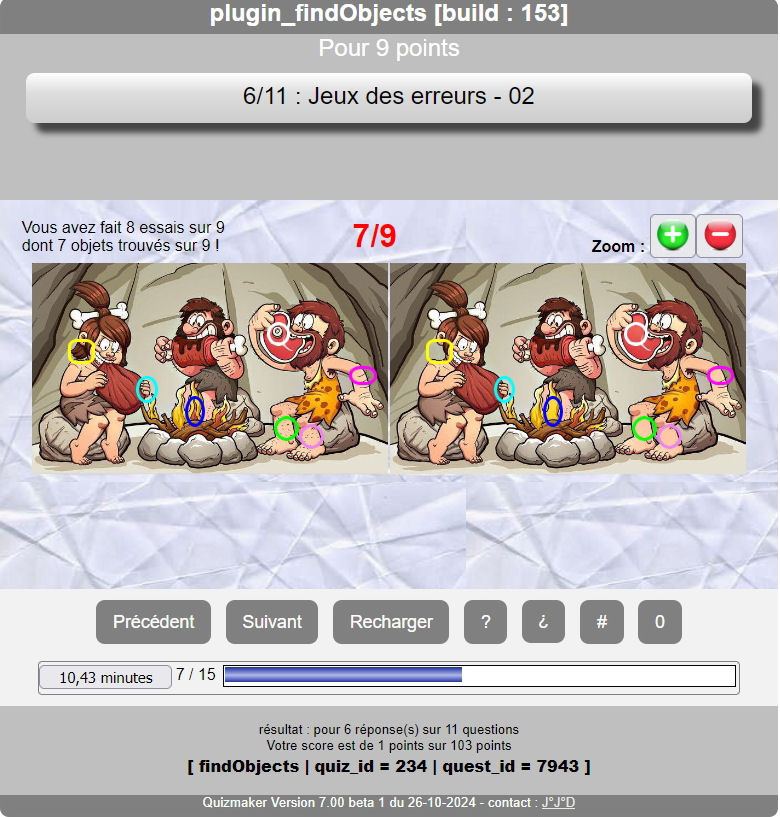 plugin_findObjects [build : 153]
Pour 9 points
6/11 : Jeux des erreurs - 02
Vous avez fait 8 essais sur 9
dont 7 objets trouvés sur 9 !
7/9
Zoom :
Précédent
Suivant
Recharger
?
¿
#
0
10,43 minutes
7 / 15
résultat : pour 6 réponse(s) sur 11 questions
Votre score est de 1 points sur 103 points
[ findObjects | quiz_id = 234 | quest_id = 7943 ]
Quizmaker Version 7.00 beta 1 du 26-10-2024 - contact : J°J°D